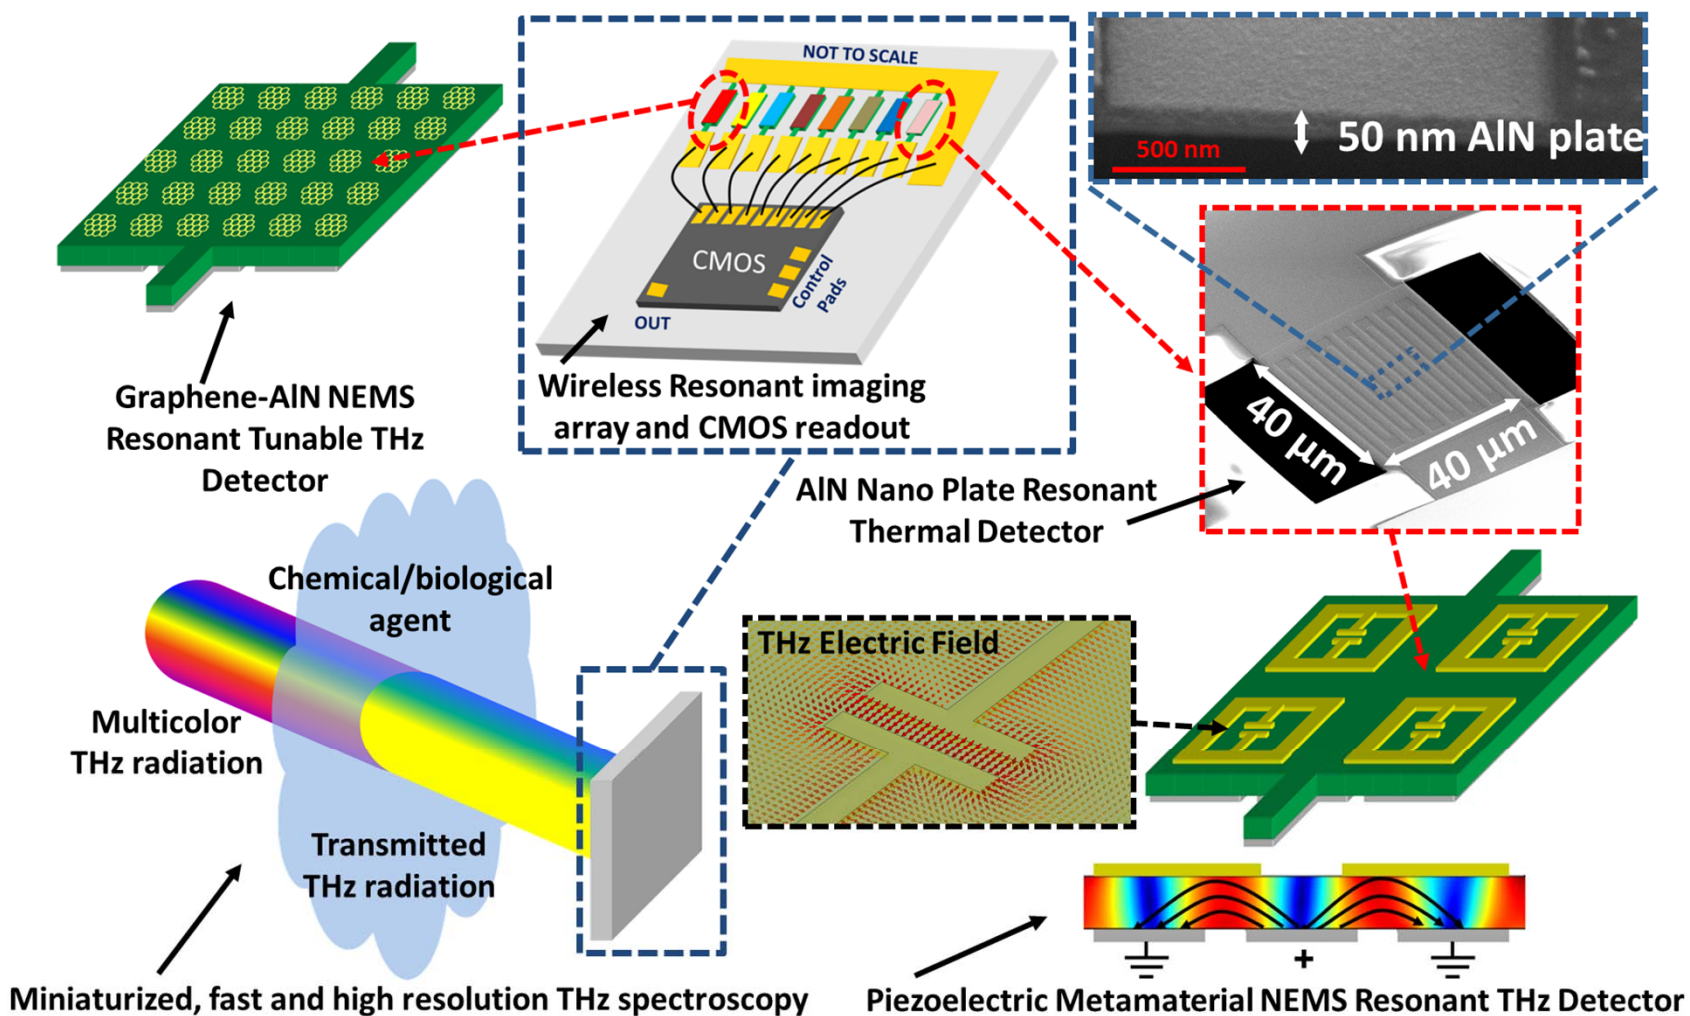 NOT TO SCALE
CMOS
Control
Pads
OUT
Wireless Resonant imaging
array and CMOS readout
500 nm
50 nm AlN plate
40 µm
40 µm
Graphene-AlN NEMS
Resonant Tunable THz
Detector
AlN Nano Plate Resonant
Thermal Detector
Chemical/biological
agent
Multicolor
THz radiation
Transmitted
THz radiation
THz Electric Field
+
Miniaturized, fast and high resolution THz spectroscopy
Piezoelectric Metamaterial NEMS Resonant THz Detector